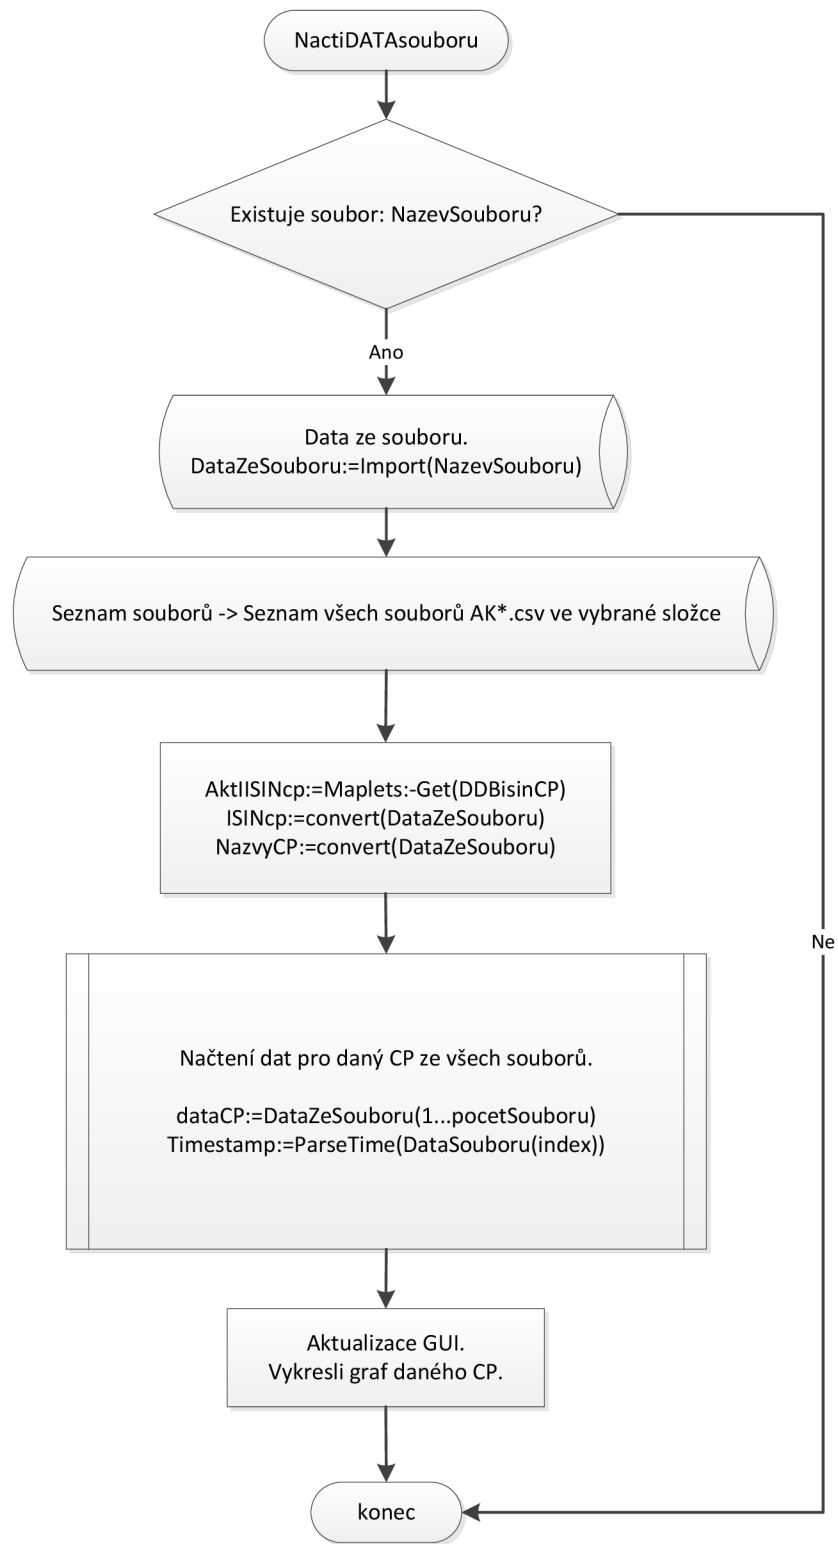 NactiDATAsouboru
Existuje soubor: NazevSouboru?
Ano
Data ze souboru.
DataZeSouboru:=Import(NazevSouboru)
Seznam souborů -> Seznam všech souborů AK*.csv ve vybrané složce
AktIISINcp:=Maplets:-Get(DDBisinCP)
ISINcp:=convert(DataZeSouboru)
NazvyCP:=convert(DataZeSouboru)
Ne
Načtení dat pro daný CP ze všech souborů.
dataCP:=DataZeSouboru(1...pocetSouboru)
Timestamp:=ParseTime(DataSouboru(index))
Aktualizace GUI.
Vykresli graf daného CP.
konec